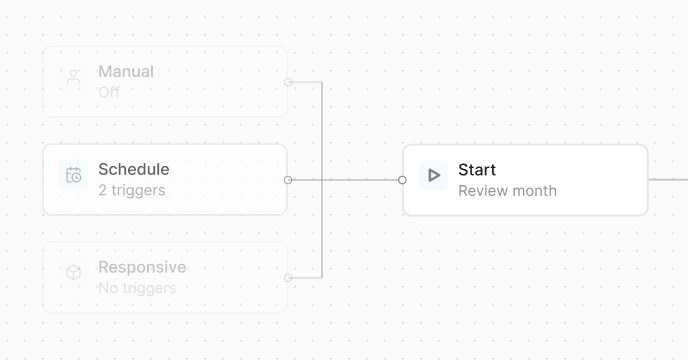 Manual
Off
Schedule
2 triggers
Responsive
No triggers
Start
Review month